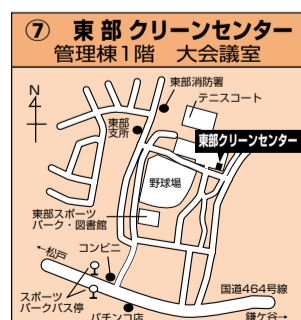 ⑦ 東部クリーンセンター
管理棟1階 大会議室
N
東部消防署
テニスコート
東部
支所
東部クリーンセンター
野球場
東部スポーツ
パーク・図書館
←松戸
コンビニ
スポーツ
パークバス停
国道464号線
パチンコ店
鎌ケ谷→